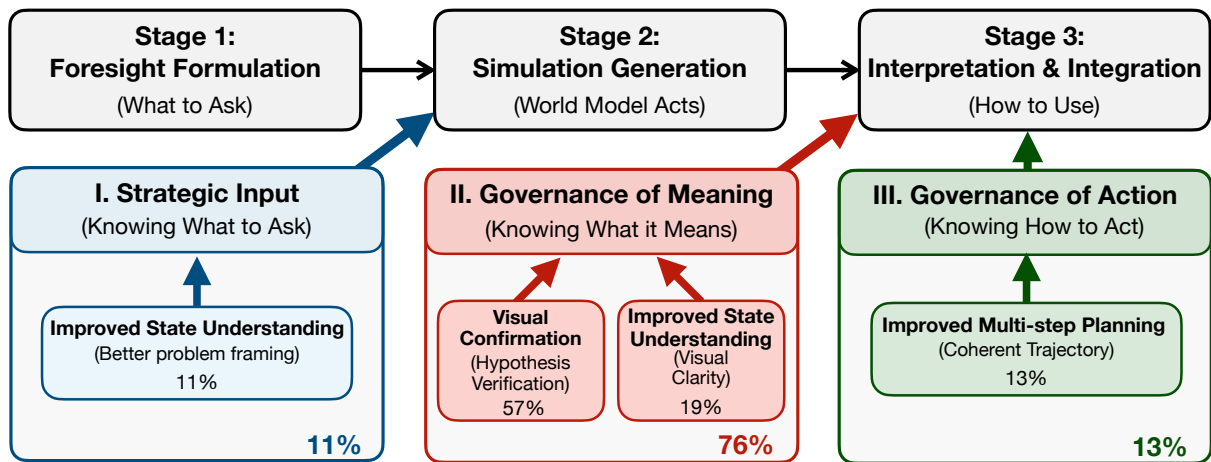 Stage 1:
Foresight Formulation
(What to Ask)
Stage 2:
Simulation Generation
(World Model Acts)
Stage 3:
Interpretation & Integration
(How to Use)
I. Strategic Input
(Knowing What to Ask)
Improved State Understanding
(Better problem framing)
11%
11%
II. Governance of Meaning
(Knowing What it Means)
Visual
Confirmation
(Hypothesis
Verification)
57%
Improved State
Understanding
(Visual
Clarity)
19%
76%
III. Governance of Action
(Knowing How to Act)
Improved Multi-step Planning
(Coherent Trajectory)
13%
13%